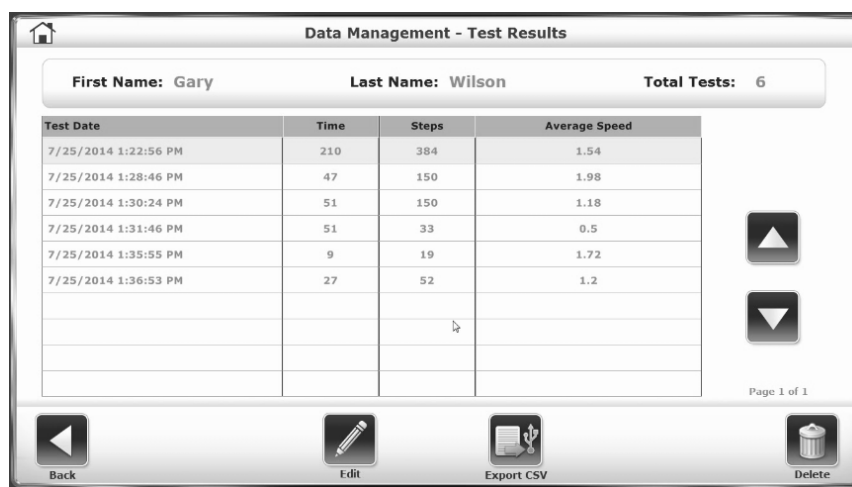 Data Management - Test Results
First Name: Gary Last Name: Wilson Total Tests: 6
Test Date Time Steps Average Speed
7/25/2014 1:22:56 PM 210 384 1.54
7/25/2014 1:28:46 PM 47 150 1.98
7/25/2014 1:30:24 PM 51 150 1.18
7/25/2014 1:31:46 PM 51 33 0.5
7/25/2014 1:35:55 PM 9 19 1.72
7/25/2014 1:36:53 PM 27 52 1.2
Page 1 of 1
Back Edit Export CSV Delete